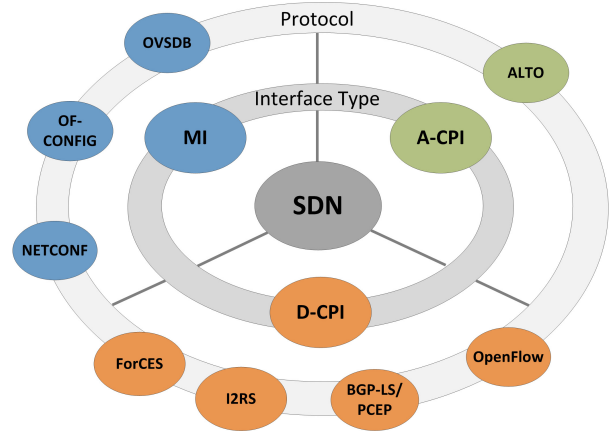 Protocol
OVSDB
ALTO
Interface Type
OF-
CONFIG
MI
A-CPI
SDN
NETCONF
D-CPI
ForCES
OpenFlow
I2RS
BGP-LS/
PCEP